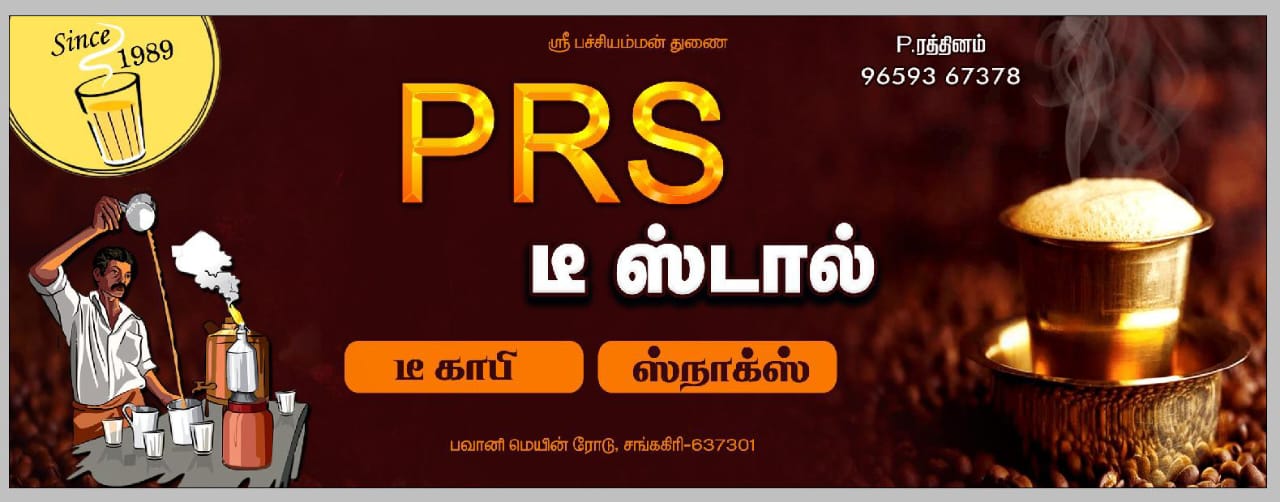 Since
1989
ஸ்ரீ பச்சியம்மன் துணை
P.ரத்தினம்
96593 67378
PRS
டீ ஸ்டால்
டீ காபி
ஸ்நாக்ஸ்
பவானி மெயின் ரோடு, சங்ககிரி-637301